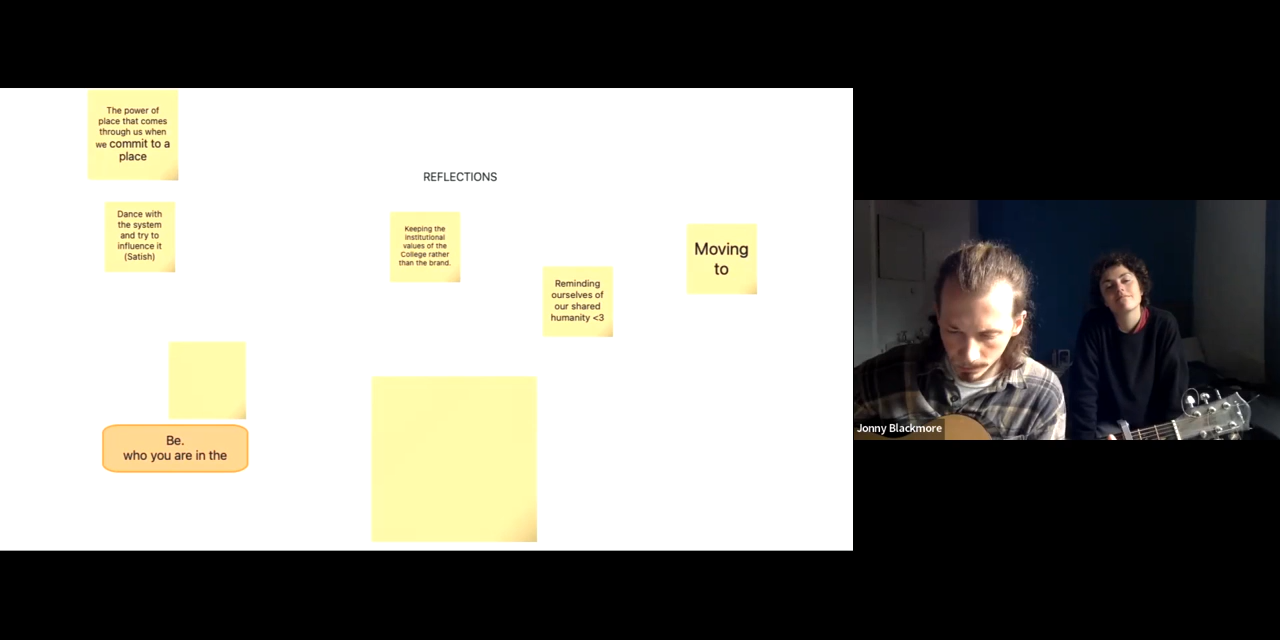 The power of
place that comes
through us when
we commit to a
place
REFLECTIONS
Dance with
the system
and try to
influence it
(Satish)
Keeping the
institutional
values of the
College rather
than the brand.
Reminding
ourselves of
our shared
humanity <3
Moving
to
Be.
who you are in the
Jonny Blackmore